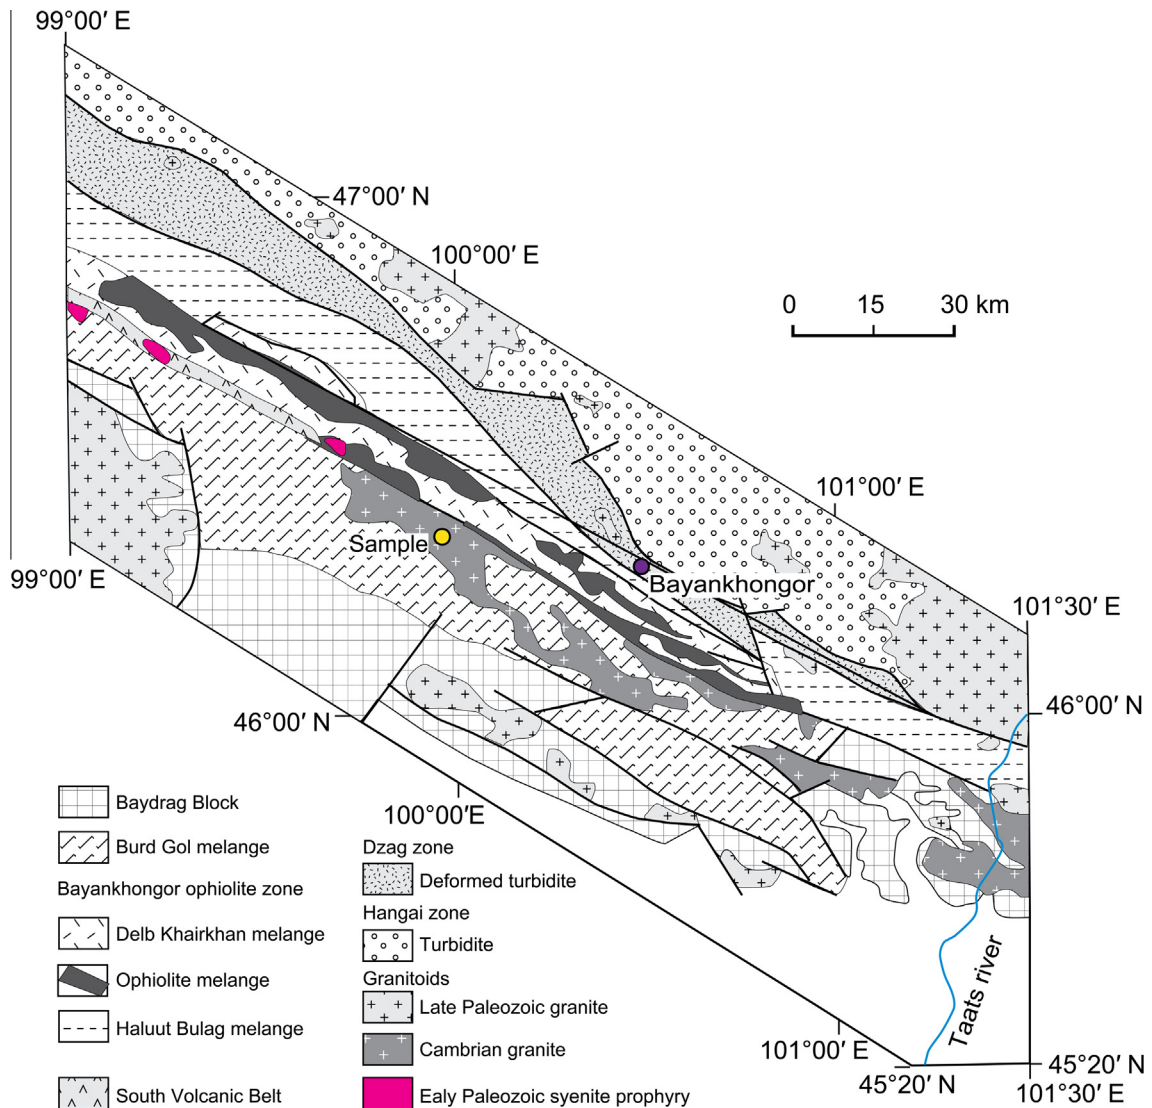 99°00′ E
47°00′ N
100°00′ E
0 15 30 km
101°00′ E
Sample
Bayankhongor
99°00′ E
101°30′ E
46°00′ N
46°00′ N
100°00′E
Baydrag Block
Burd Gol melange
Bayankhongor ophiolite zone
Delb Khairkhan melange
Ophiolite melange
Haluut Bulag melange
South Volcanic Belt
Dzag zone
Deformed turbidite
Hangai zone
Turbidite
Granitoids
Late Paleozoic granite
Cambrian granite
Ealy Paleozoic syenite prophyry
Taats river
101°00′ E
45°20′ N
45°20′ N
101°30′ E